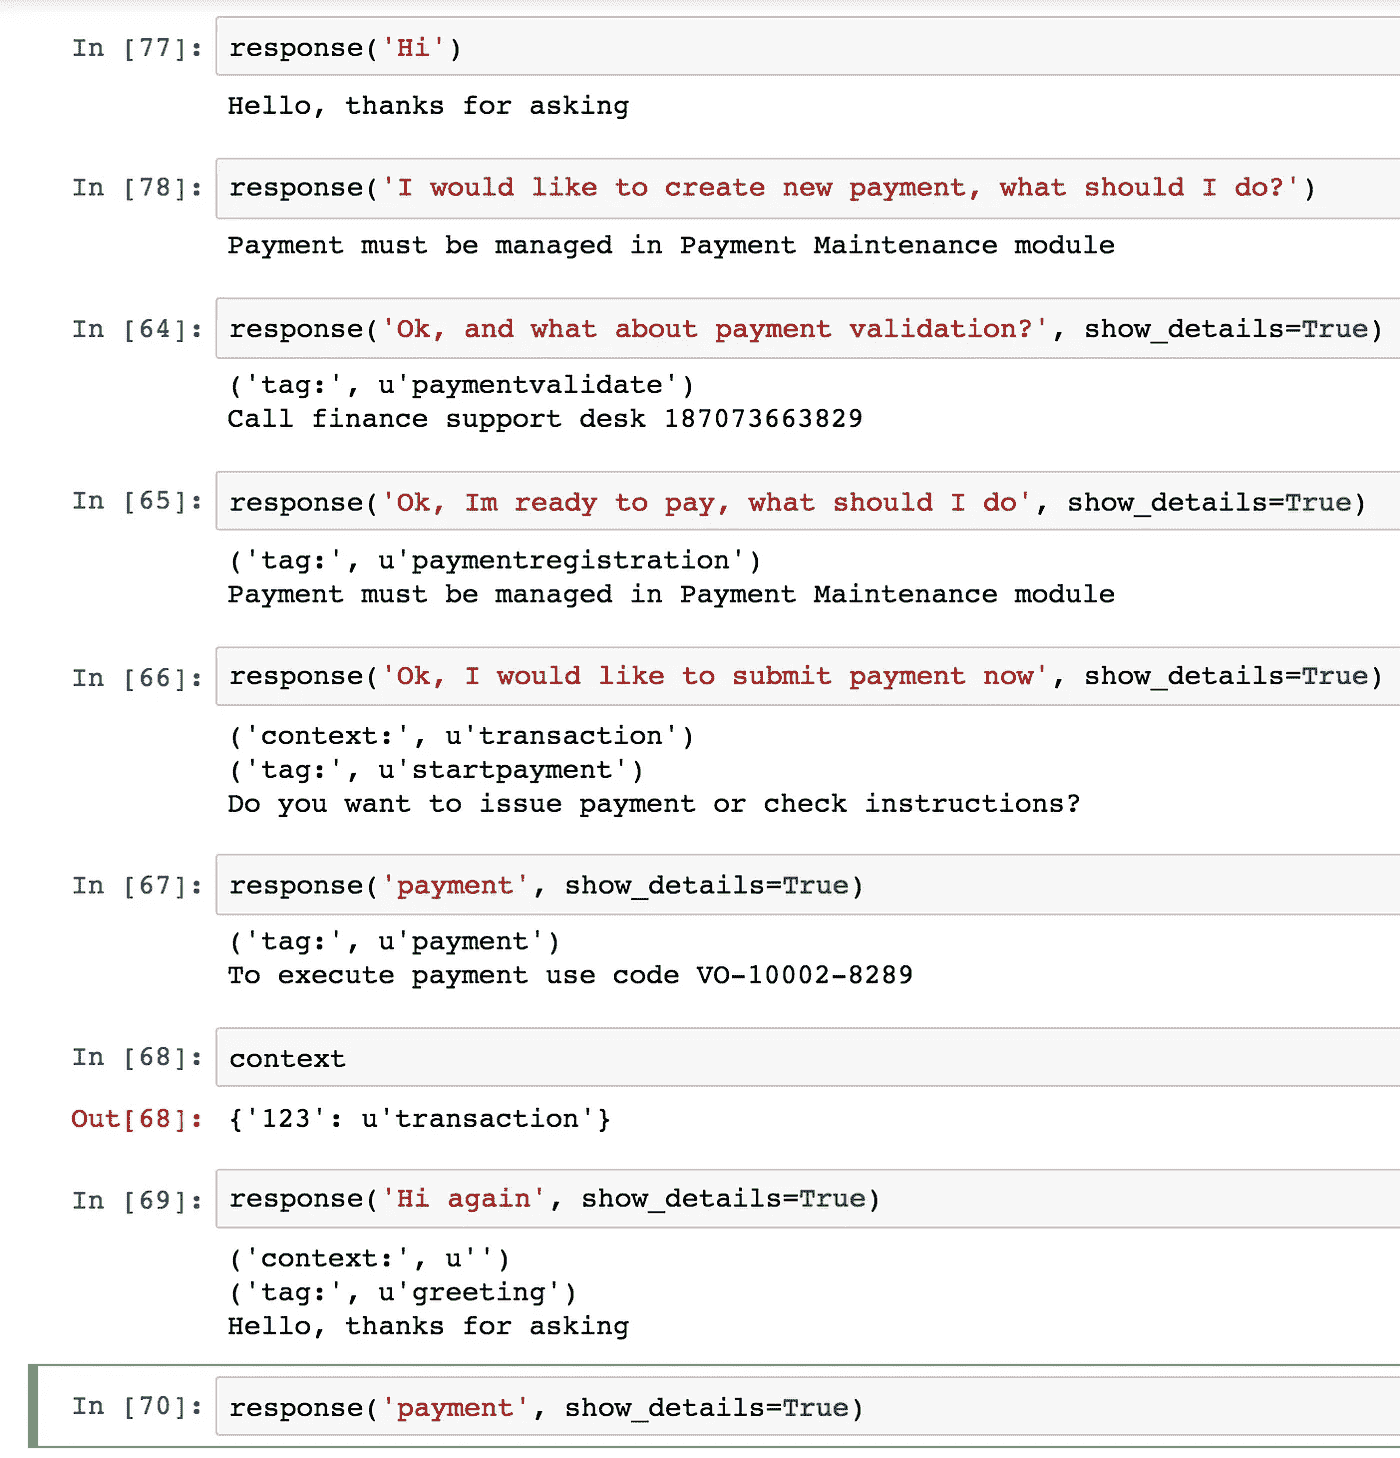 In [77]: response('Hi')
Hello, thanks for asking
In [78]: response('I would like to create new payment, what should I do?')
Payment must be managed in Payment Maintenance module
In [64]: response('Ok, and what about payment validation?', show_details=True)
('tag:', u'paymentvalidate')
Call finance support desk 187073663829
In [65]: response('Ok, Im ready to pay, what should I do', show_details=True)
('tag:', u'paymentregistration')
Payment must be managed in Payment Maintenance module
In [66]: response('Ok, I would like to submit payment now', show_details=True)
('context:', u'transaction')
('tag:', u'startpayment')
Do you want to issue payment or check instructions?
In [67]: response('payment', show_details=True)
('tag:', u'payment')
To execute payment use code VO-10002-8289
In [68]: context
Out[68]: {'123': u'transaction'}
In [69]: response('Hi again', show_details=True)
('context:', u'')
('tag:', u'greeting')
Hello, thanks for asking
In [70]: response('payment', show_details=True)